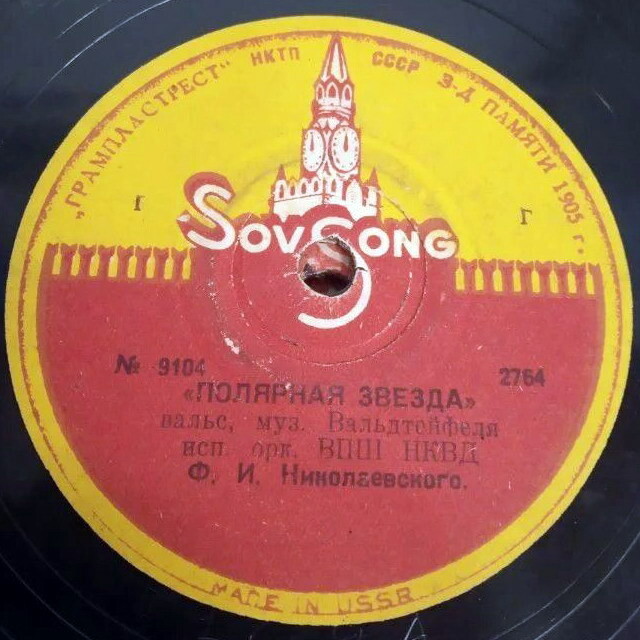 „ГРАМПЛАСТРЕСТ“ НКТП СССР З-Д ПАМЯТИ 1905 г.
Г Г
SovSong
№ 9104 2764
«ПОЛЯРНАЯ ЗВЕЗДА»
вальс, муз. Вальдтейфеля
исп. орк. ВПШ НКВД
Ф. И. Николаевского.
MADE IN USSR